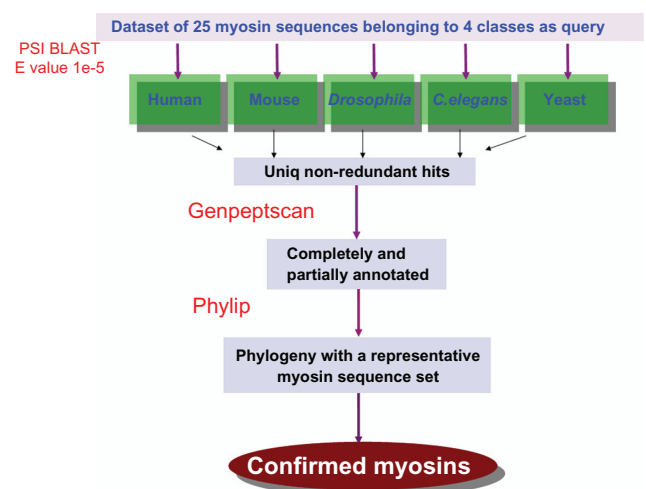 Dataset of 25 myosin sequences belonging to 4 classes as query
PSI BLAST
E value 1e-5
Human Mouse Drosophila C.elegans Yeast
Uniq non-redundant hits
Genpeptscan
Completely and
partially annotated
Phylip
Phylogeny with a representative
myosin sequence set
Confirmed myosins